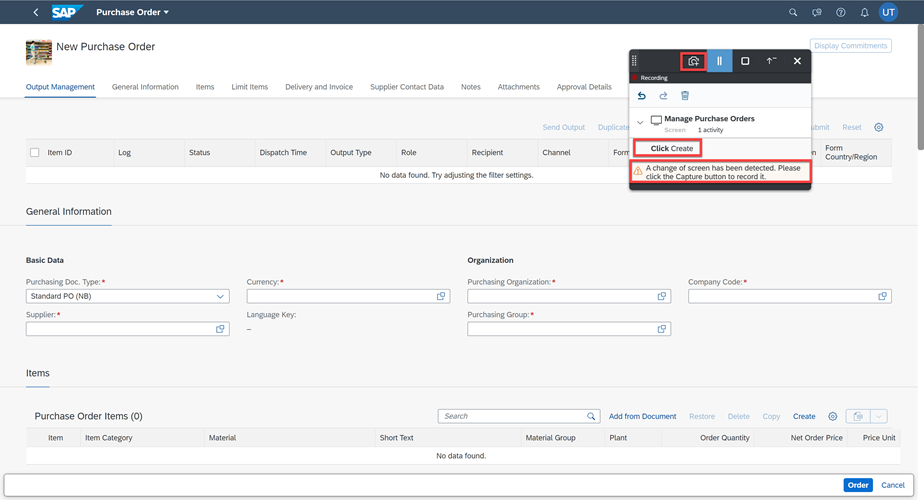 SAP Purchase Order UT
New Purchase Order
Display Commitments
Output Management General Information Items Limit Items Delivery and Invoice Supplier Contact Data Notes Attachments Approval Details
Recording
Manage Purchase Orders
Screen 1 activity
Click Create
A change of screen has been detected. Please
click the Capture button to record it.
Send Output Duplicate Reset
Item ID Log Status Dispatch Time Output Type Role Recipient Channel Form
Form
Country/Region
No data found. Try adjusting the filter settings.
General Information
Basic Data
Purchasing Doc. Type:*
Standard PO (NB)
Currency:*
Supplier:*
Language Key:
–
Organization
Purchasing Organization:*
Company Code:*
Purchasing Group:*
Items
Purchase Order Items (0)
Search Add from Document Restore Delete Copy Create
Item Item Category Material Short Text Material Group Plant Order Quantity Net Order Price Price Unit
No data found.
Order Cancel